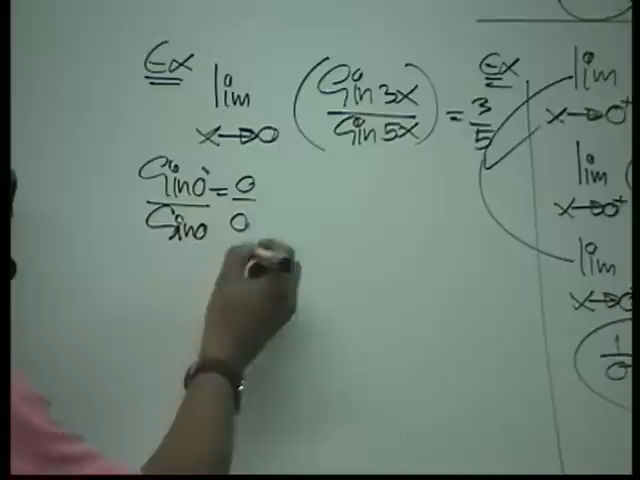 Ex lim x→0 (Sin3x / Sin5x) = 3/5
Sin0 / Sin0 = 0/0
Ex lim x→0⁺
lim x→0⁺
lim x→0
1/0